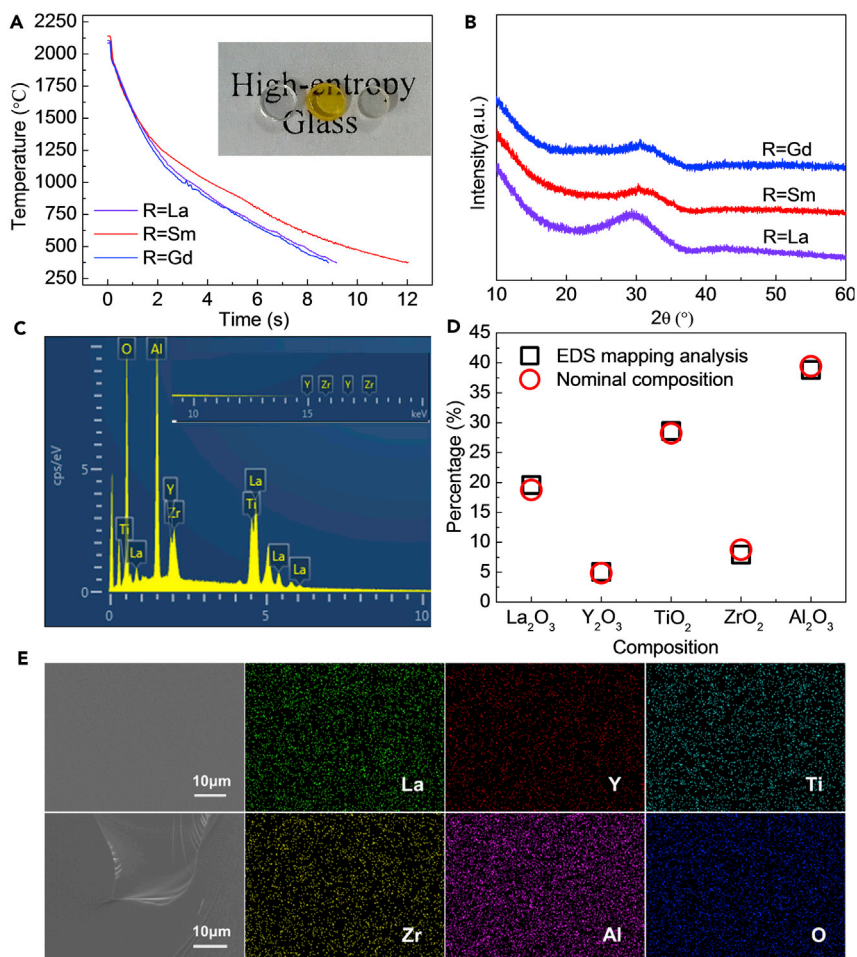 A
Temperature (°C)
2250
2000
1750
1500
1250
1000
750
500
250
High-entropy
Glass
R=La
R=Sm
R=Gd
0 2 4 6 8 10 12
Time (s)
B
Intensity(a.u.)
R=Gd
R=Sm
R=La
10 20 30 40 50 60
2θ (°)
C
cps/eV
5
0
O Al
Y Zr Y Zr
10 15 keV
Y
Zr
La
Ti
Ti
La
La
La
0 5 10
D
Percentage (%)
45
40
35
30
25
20
15
10
5
0
EDS mapping analysis
Nominal composition
La₂O₃ Y₂O₃ TiO₂ ZrO₂ Al₂O₃
Composition
E
10μm
La
Y
Ti
10μm
Zr
Al
O